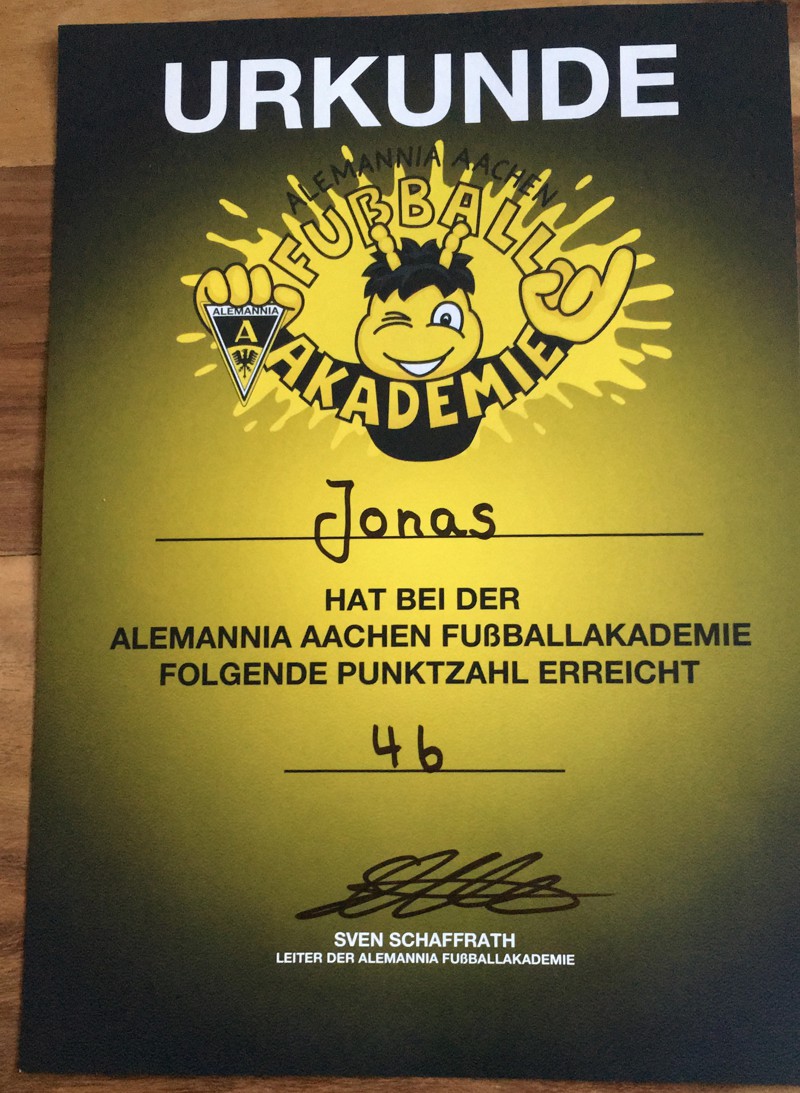 URKUNDE
ALEMANNIA AACHEN
FUßBALL
ALEMANNIA
A
AKADEMIE
Jonas
HAT BEI DER
ALEMANNIA AACHEN FUßBALLAKADEMIE
FOLGENDE PUNKTZAHL ERREICHT
46
SVEN SCHAFFRATH
LEITER DER ALEMANNIA FUßBALLAKADEMIE